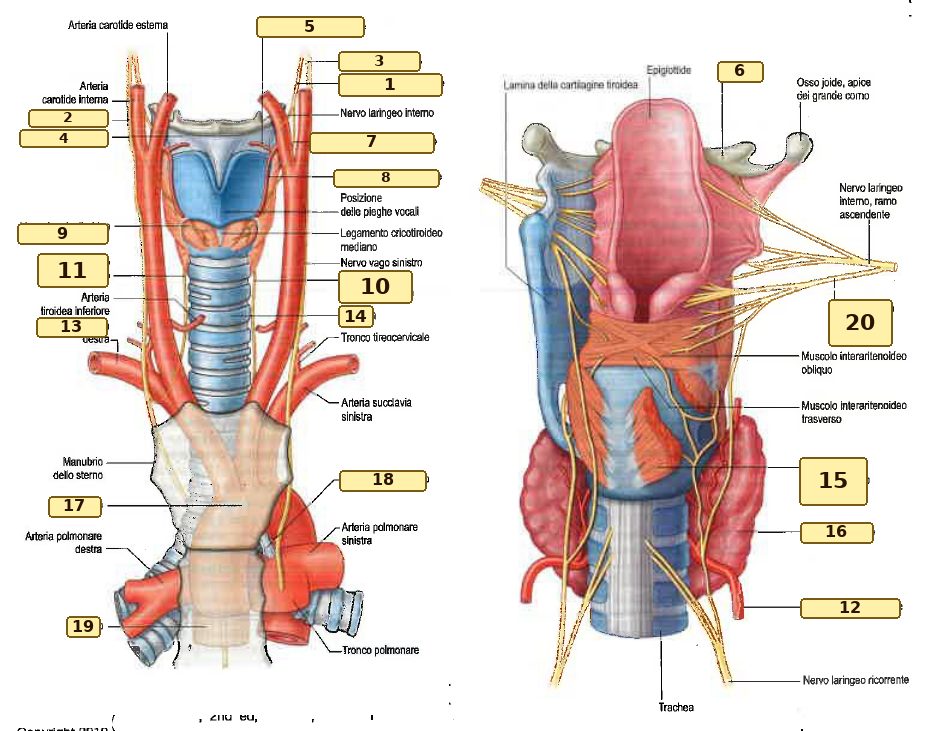 Arteria carotide esterna
5
3
1
Arteria
carotide interna
2
4
Nervo laringeo interno
7
8
Posizione
delle pieghe vocali
9
Legamento cricotiroideo
mediano
Nervo vago sinistro
11
10
Arteria
tiroidea inferiore
13
destra
14
Tronco tireocervicale
Arteria succlavia
sinistra
Manubrio
dello sterno
18
17
Arteria polmonare
destra
Arteria polmonare
sinistra
19
Tronco polmonare
Epiglottide
6
Lamina della cartilagine tiroidea
Osso joide, apice
del grande corno
Nervo laringeo
interno, ramo
ascendente
20
Muscolo interaritenoideo
obliquo
Muscolo interaritenoideo
trasverso
15
16
12
Nervo laringeo ricorrente
Trachea
, 2nd ed,